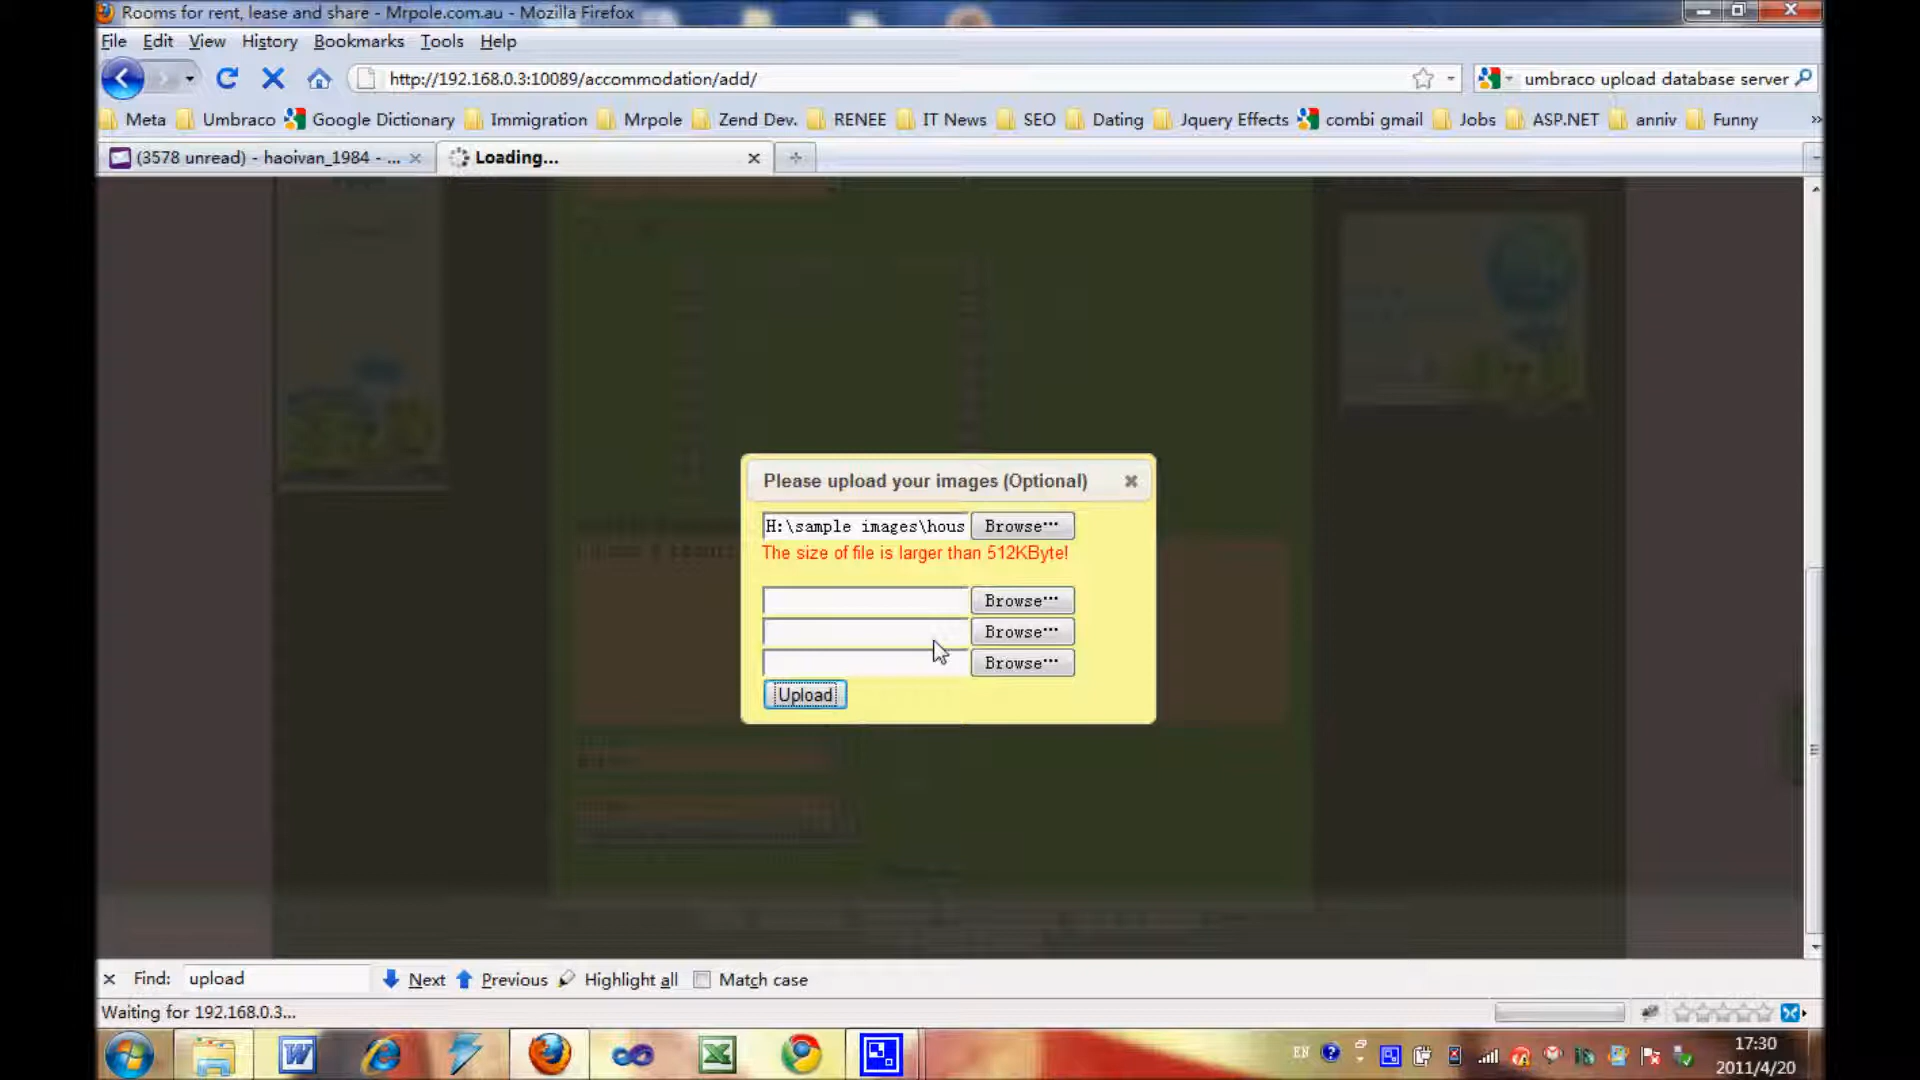 Rooms for rent, lease and share - Mrpole.com.au - Mozilla Firefox
File Edit View History Bookmarks Tools Help
http://192.168.0.3:10089/accommodation/add/
umbraco upload database server
Meta Umbraco Google Dictionary Immigration Mrpole Zend Dev. RENEE IT News SEO Dating Jquery Effects combi gmail Jobs ASP.NET anniv Funny »
(3578 unread) - haoivan_1984 - ...
Loading...
Please upload your images (Optional)
H:\sample images\hous Browse...
The size of file is larger than 512KByte!
Browse...
Browse...
Browse...
Upload
Find: upload Next Previous Highlight all Match case
Waiting for 192.168.0.3...
EN
17:30
2011/4/20